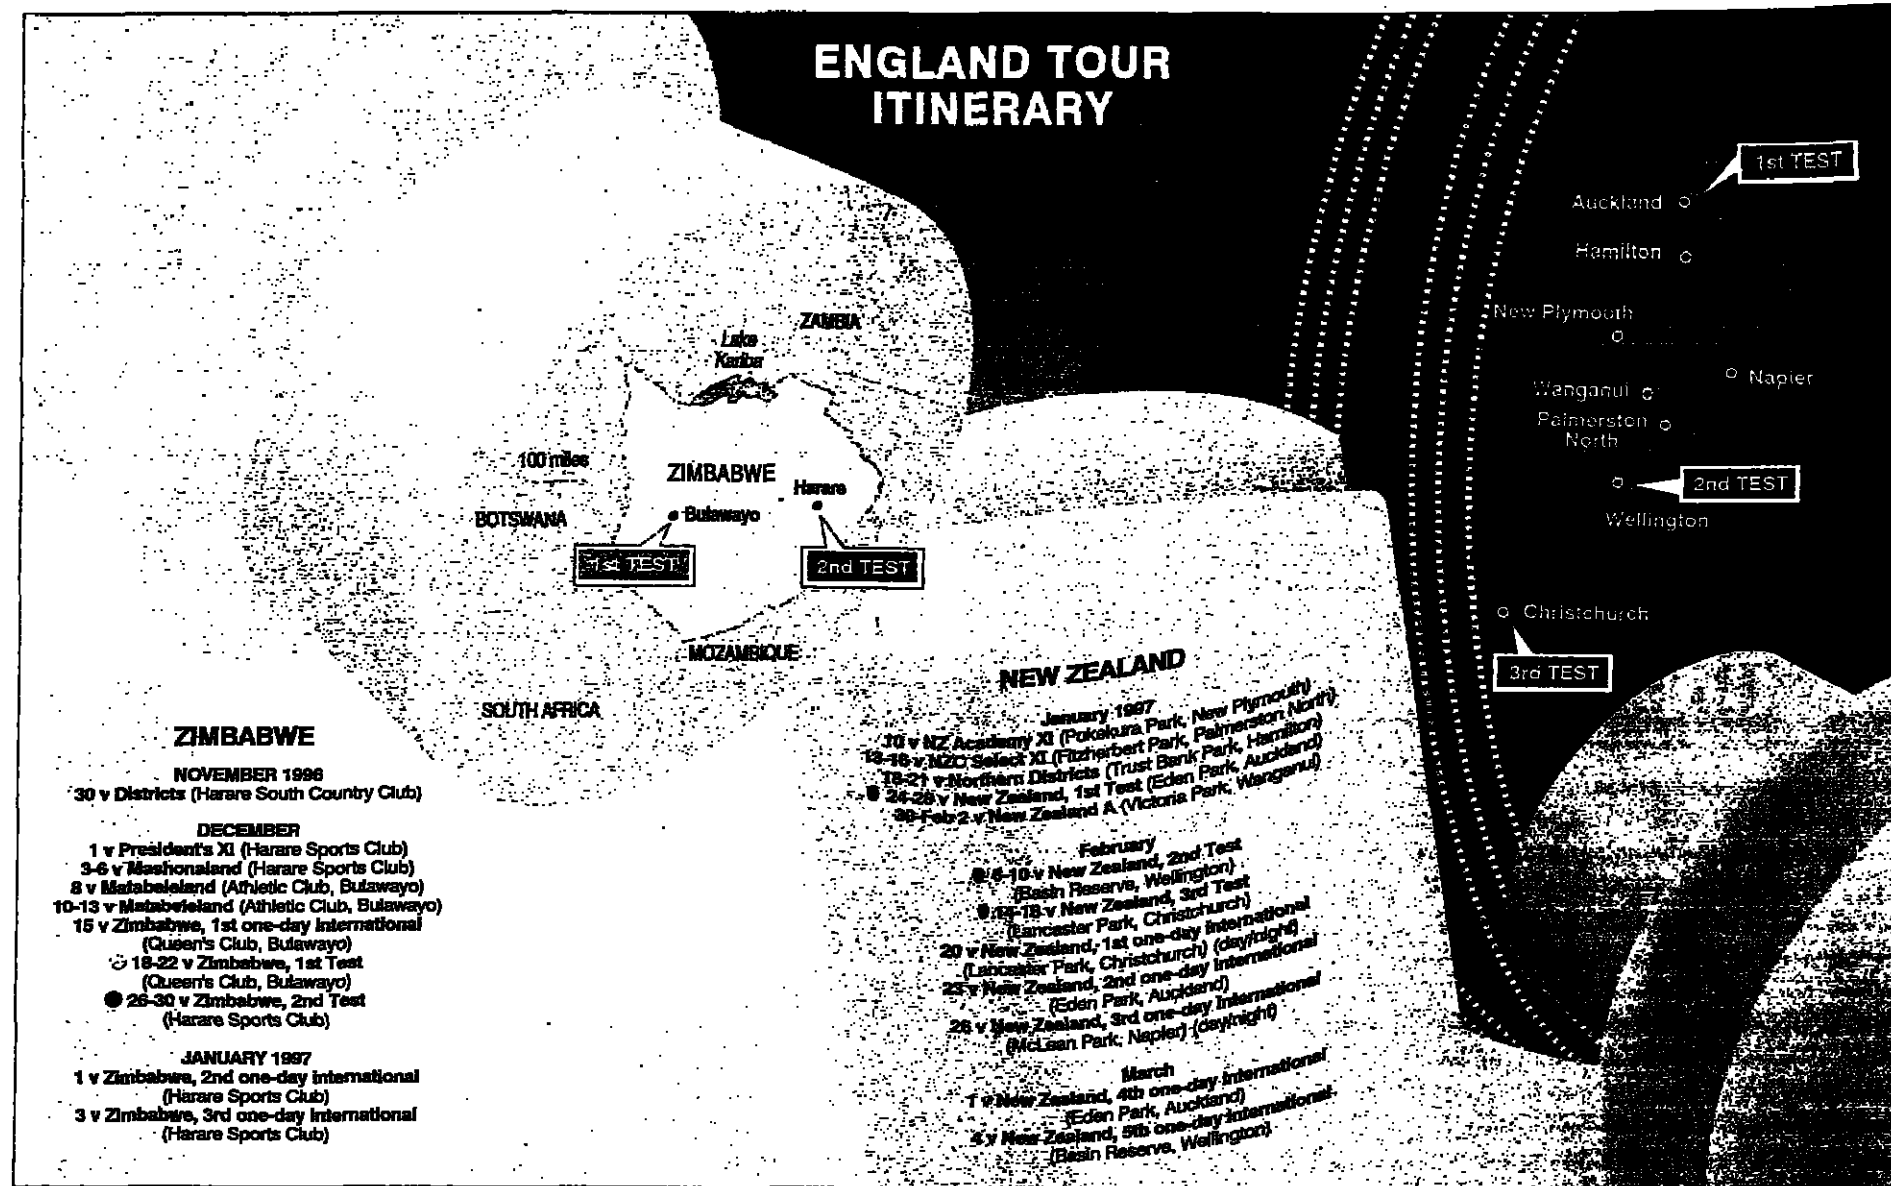 ENGLAND TOUR
ITINERARY
1st TEST
Auckland
Hamilton
New Plymouth
Napier
Wanganui
Palmerston
North
2nd TEST
Wellington
Christchurch
3rd TEST
ZAMBIA
Lake
Kariba
100 miles
ZIMBABWE
Harare
BOTSWANA
Bulawayo
1st TEST
2nd TEST
MOZAMBIQUE
SOUTH AFRICA
ZIMBABWE
NOVEMBER 1996
30 v Districts (Harare South Country Club)
DECEMBER
1 v President's XI (Harare Sports Club)
3-6 v Mashonaland (Harare Sports Club)
8 v Matabeleland (Athletic Club, Bulawayo)
10-13 v Matabeleland (Athletic Club, Bulawayo)
15 v Zimbabwe, 1st one-day International
(Queen's Club, Bulawayo)
18-22 v Zimbabwe, 1st Test
(Queen's Club, Bulawayo)
26-30 v Zimbabwe, 2nd Test
(Harare Sports Club)
JANUARY 1997
1 v Zimbabwe, 2nd one-day International
(Harare Sports Club)
3 v Zimbabwe, 3rd one-day International
(Harare Sports Club)
NEW ZEALAND
January 1997
10 v NZ Academy XI (Pukekura Park, New Plymouth)
13-16 v NZC Select XI (Fitzherbert Park, Palmerston North)
18-21 v Northern Districts (Trust Bank Park, Hamilton)
24-28 v New Zealand, 1st Test (Eden Park, Auckland)
30-Feb 2 v New Zealand A (Victoria Park, Wanganui)
February
6-10 v New Zealand, 2nd Test
(Basin Reserve, Wellington)
14-18 v New Zealand, 3rd Test
(Lancaster Park, Christchurch)
20 v New Zealand, 1st one-day International
(Lancaster Park, Christchurch) (day/night)
23 v New Zealand, 2nd one-day International
(Eden Park, Auckland)
26 v New Zealand, 3rd one-day International
(McLean Park, Napier) (day/night)
March
1 v New Zealand, 4th one-day International
(Eden Park, Auckland)
4 v New Zealand, 5th one-day International
(Basin Reserve, Wellington)